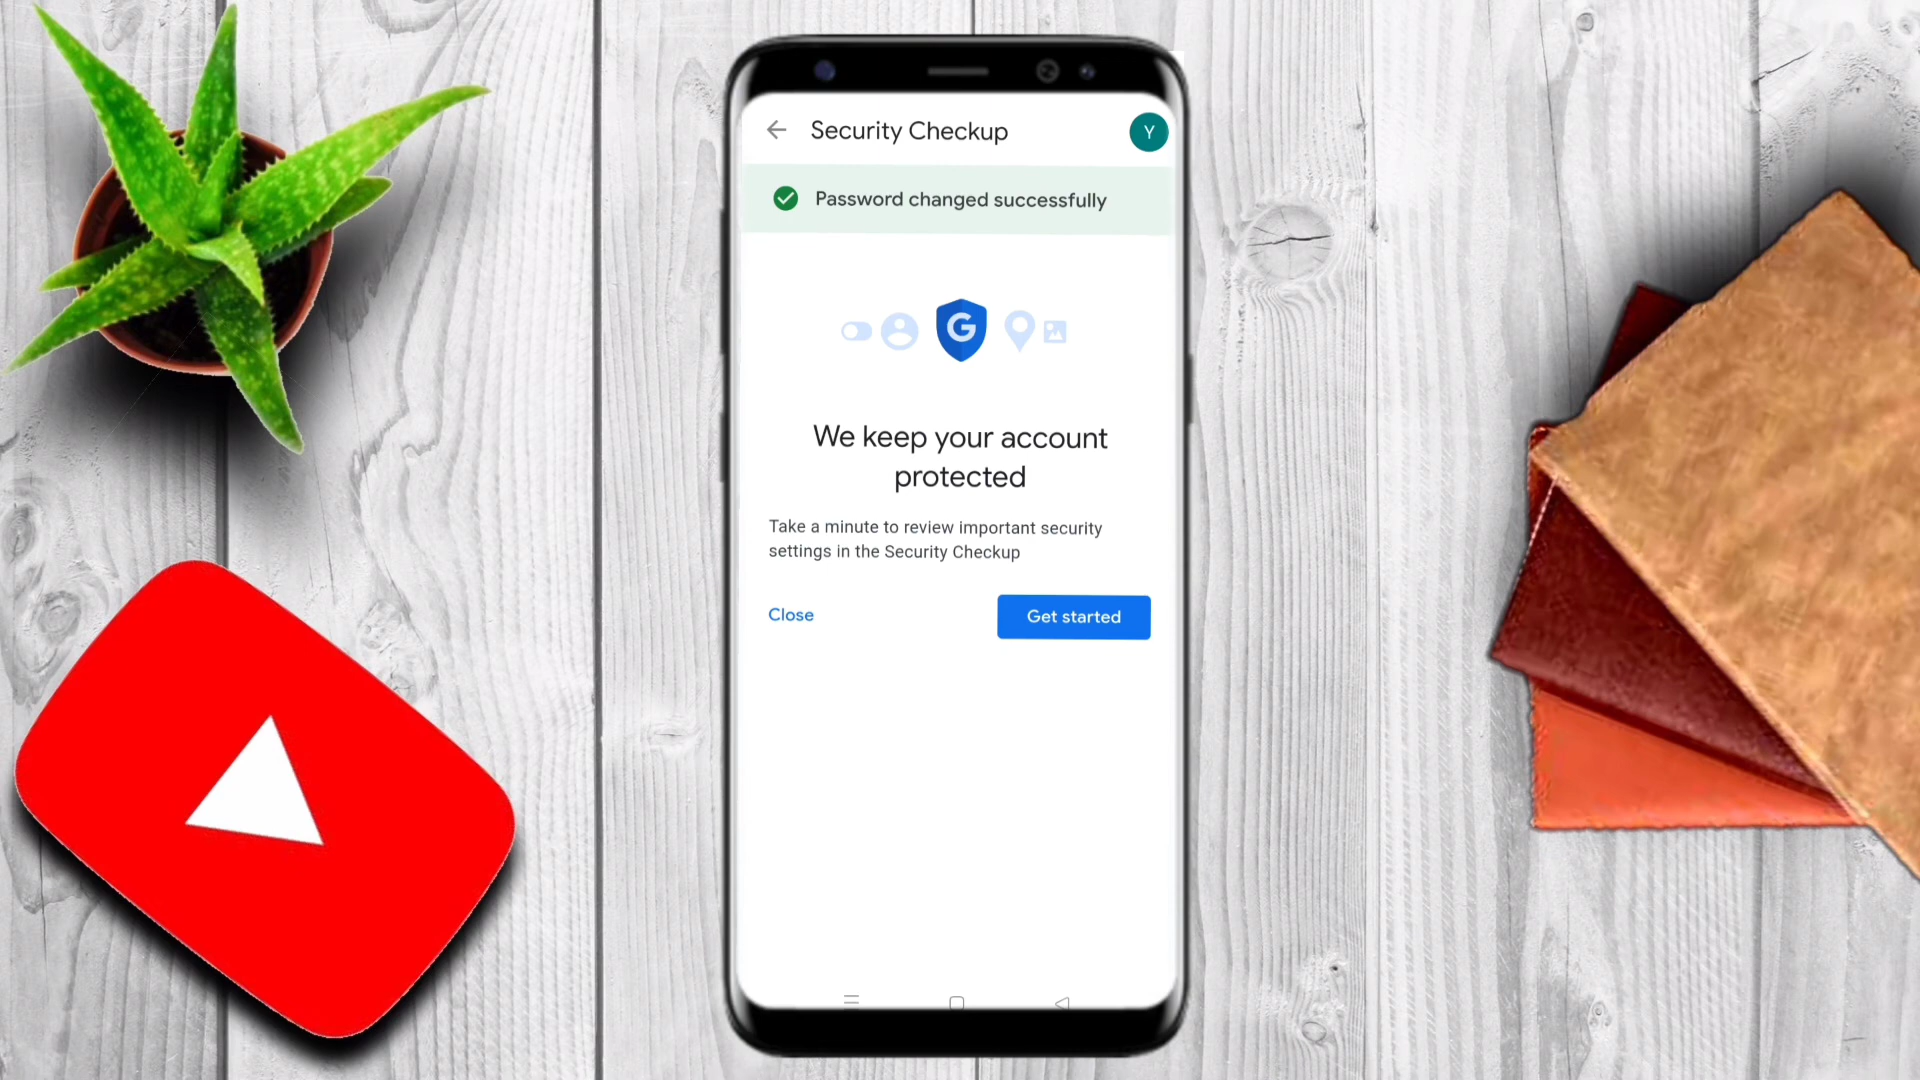 Security Checkup
Y
Password changed successfully
G
We keep your account
protected
Take a minute to review important security
settings in the Security Checkup
Close
Get started